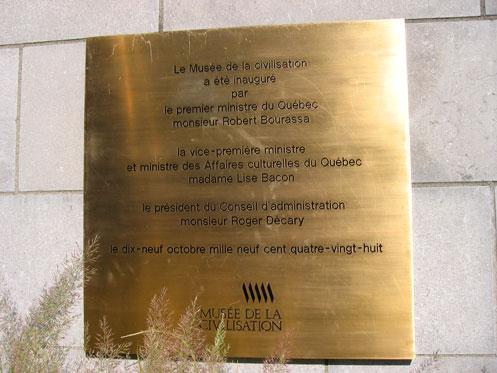 Le Musée de la civilisation
a été inauguré
par
le premier ministre du Québec
monsieur Robert Bourassa
la vice-première ministre
et ministre des Affaires culturelles du Québec
madame Lise Bacon
le président du Conseil d'administration
monsieur Roger Décary
le dix-neuf octobre mille neuf cent quatre-vingt-huit
MUSÉE DE LA
CIVILISATION